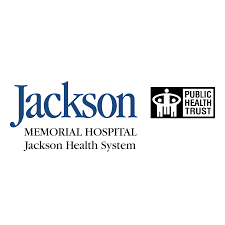 Jackson
MEMORIAL HOSPITAL
Jackson Health System
PUBLIC
HEALTH
TRUST